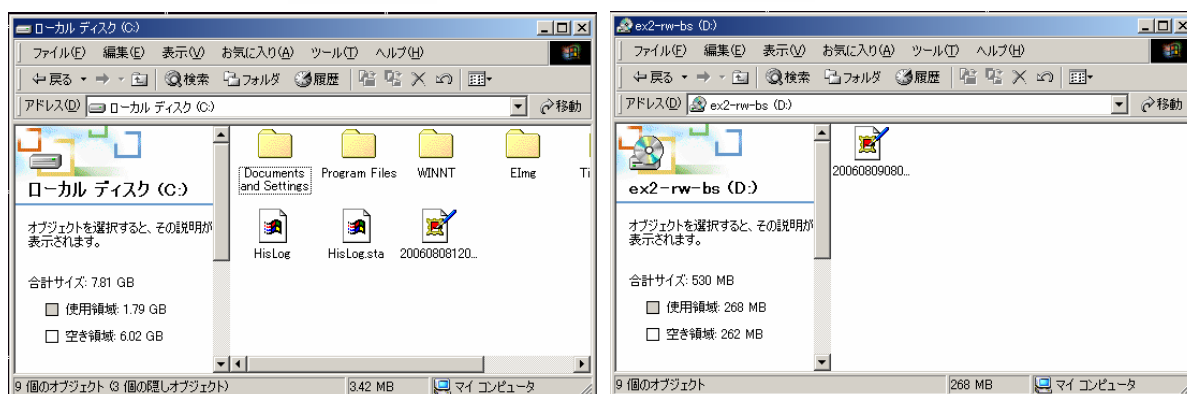 ローカル ディスク (C:)
ファイル(F) 編集(E) 表示(V) お気に入り(A) ツール(T) ヘルプ(H)
戻る 検索 フォルダ 履歴
アドレス(D) ローカル ディスク (C:) 移動
ローカル ディスク (C:)
オブジェクトを選択すると、その説明が
表示されます。
合計サイズ: 7.81 GB
使用領域: 1.79 GB
空き領域: 6.02 GB
Documents and Settings
Program Files
WINNT
EImg
Ti
HisLog
HisLog.sta
20060808120...
9 個のオブジェクト (3 個の隠しオブジェクト) 3.42 MB マイ コンピュータ
ex2-rw-bs (D:)
ファイル(F) 編集(E) 表示(V) お気に入り(A) ツール(T) ヘルプ(H)
戻る 検索 フォルダ 履歴
アドレス(D) ex2-rw-bs (D:) 移動
ex2-rw-bs (D:)
オブジェクトを選択すると、その説明が
表示されます。
合計サイズ: 530 MB
使用領域: 268 MB
空き領域: 262 MB
20060809080...
9 個のオブジェクト 268 MB マイ コンピュータ